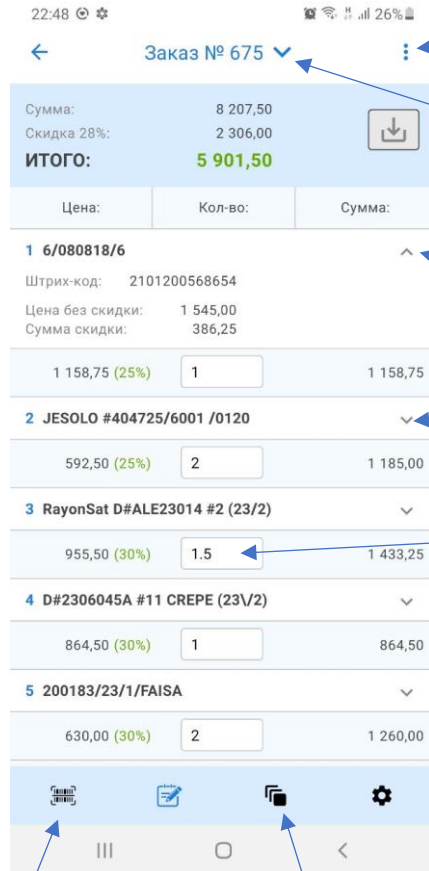 22:48 26%
Заказ № 675
Сумма: 8 207,50
Скидка 28%: 2 306,00
ИТОГО: 5 901,50
Цена: Кол-во: Сумма:
1 6/080818/6
Штрих-код: 2101200568654
Цена без скидки: 1 545,00
Сумма скидки: 386,25
1 158,75 (25%) 1 1 158,75
2 JESOLO #404725/6001 /0120
592,50 (25%) 2 1 185,00
3 RayonSat D#ALE23014 #2 (23/2)
955,50 (30%) 1.5 1 433,25
4 D#2306045A #11 CREPE (23\/2)
864,50 (30%) 1 864,50
5 200183/23/1/FAISA
630,00 (30%) 2 1 260,00